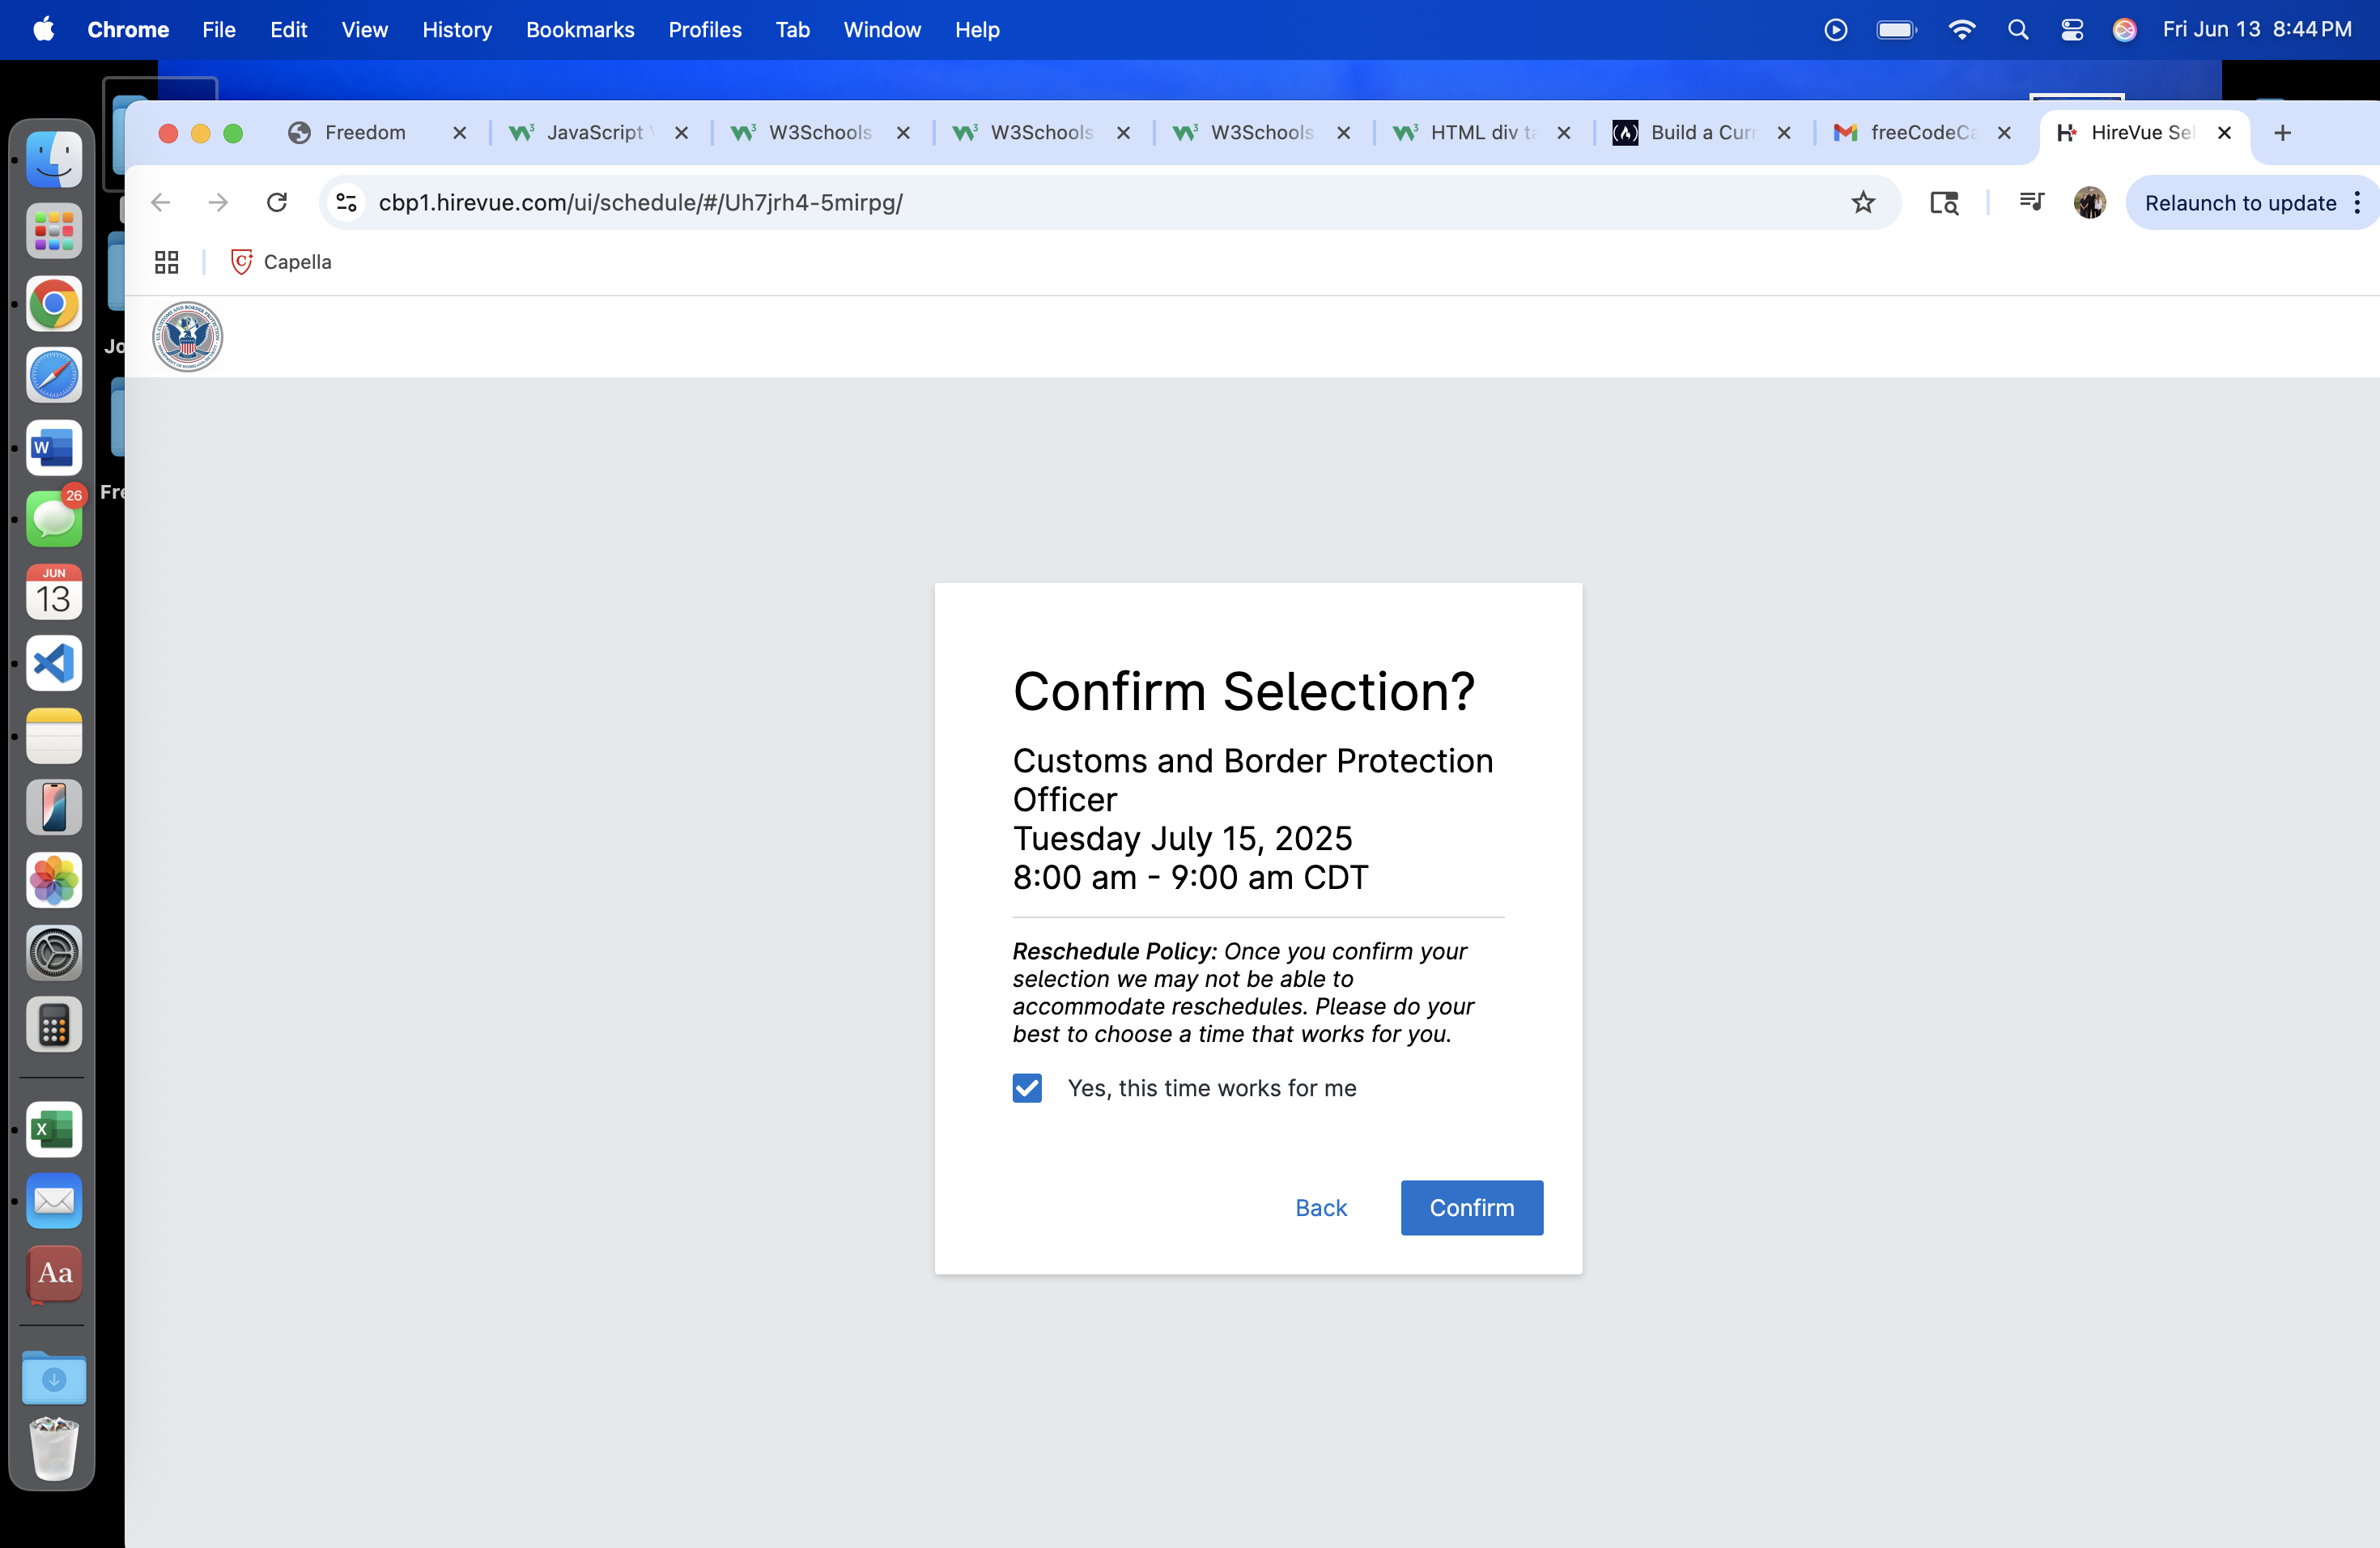 Chrome File Edit View History Bookmarks Profiles Tab Window Help Fri Jun 13 8:44 PM
Freedom JavaScript W3Schools W3Schools W3Schools HTML div Build a freeCodeCa HireVue Sel
cbp1.hirevue.com/ui/schedule/#/Uh7jrh4-5mirpg/ Relaunch to update
Capella
Jo
26
Fre
JUN
13
W
X
Aa
Confirm Selection?
Customs and Border Protection
Officer
Tuesday July 15, 2025
8:00 am - 9:00 am CDT
Reschedule Policy: Once you confirm your
selection we may not be able to
accommodate reschedules. Please do your
best to choose a time that works for you.
Yes, this time works for me
Back Confirm